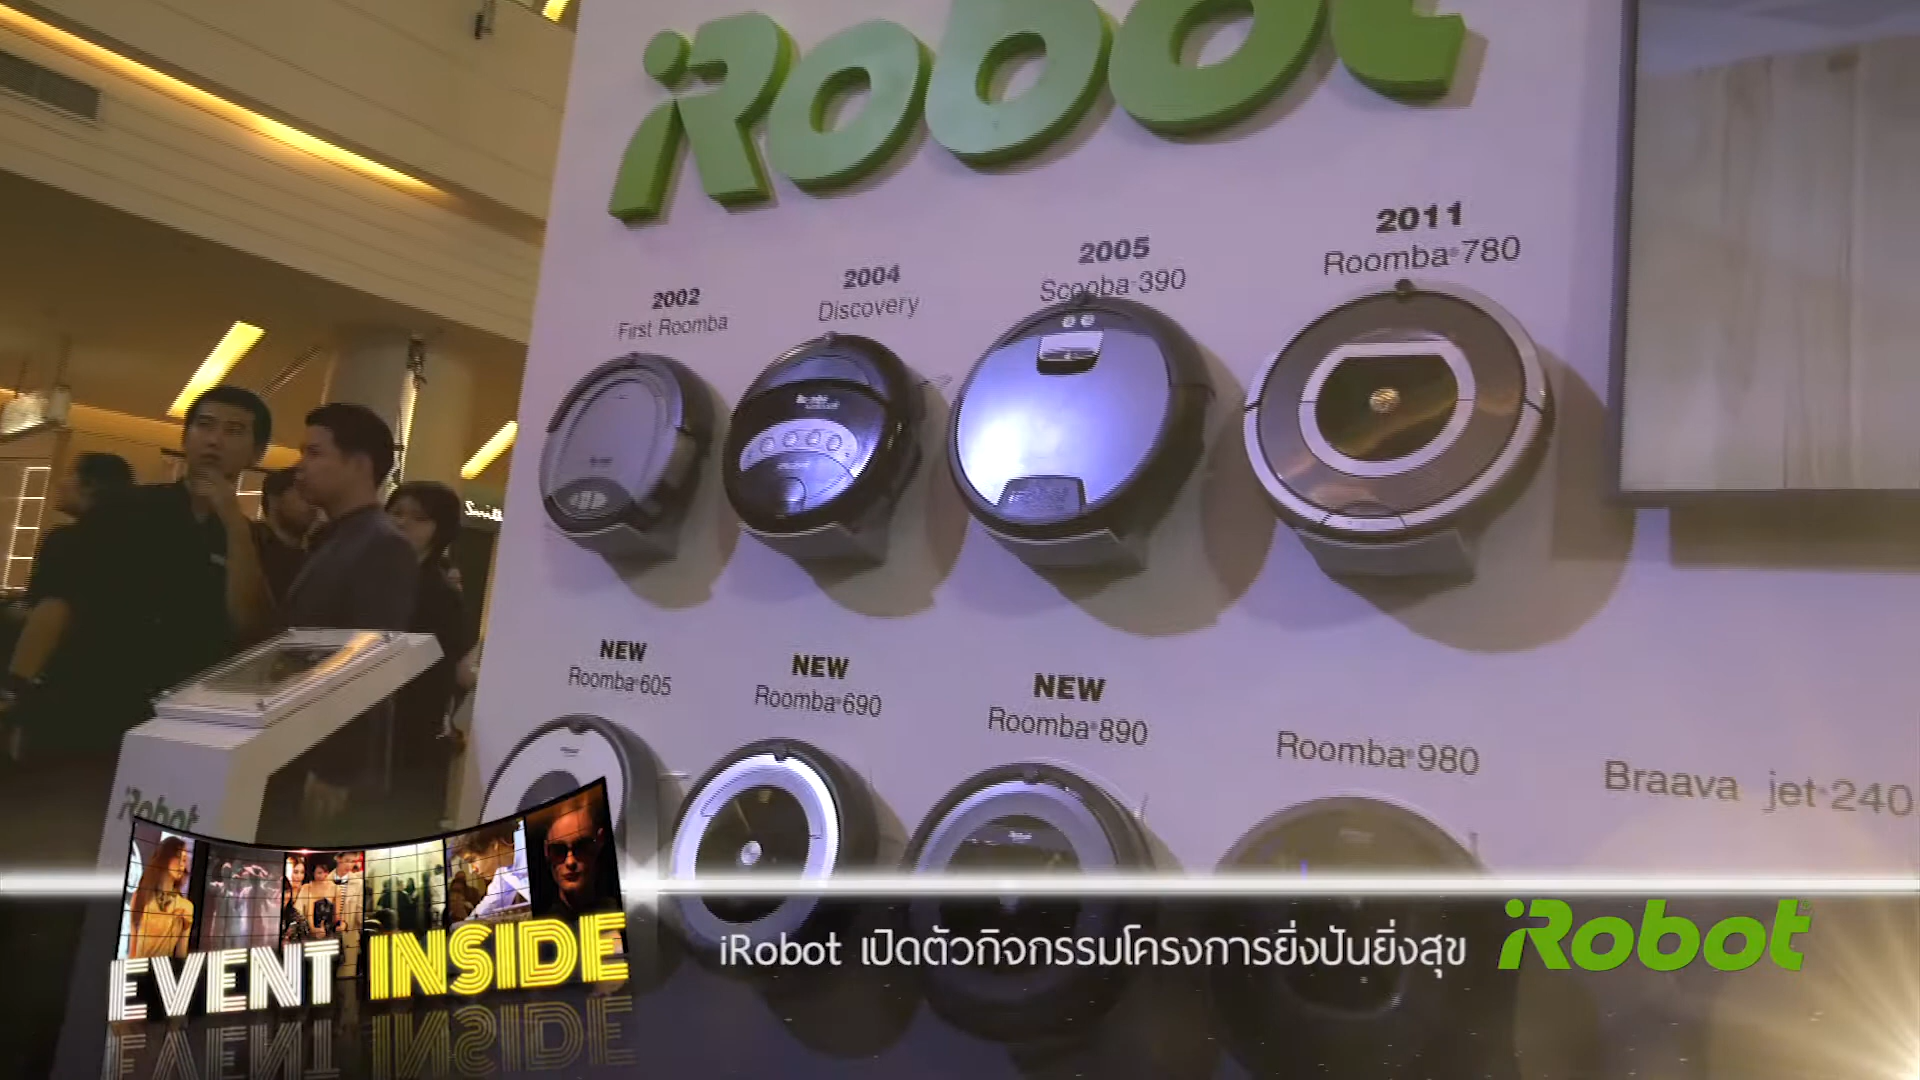 iRobot
2002
First Roomba
2004
Discovery
2005
Scooba 390
2011
Roomba® 780
NEW
Roomba® 605
NEW
Roomba® 690
NEW
Roomba® 890
Roomba® 980
Braava jet® 240
iRobot
EVENT INSIDE
iRobot เปิดตัวกิจกรรมโครงการยิ่งปันยิ่งสุข
iRobot®